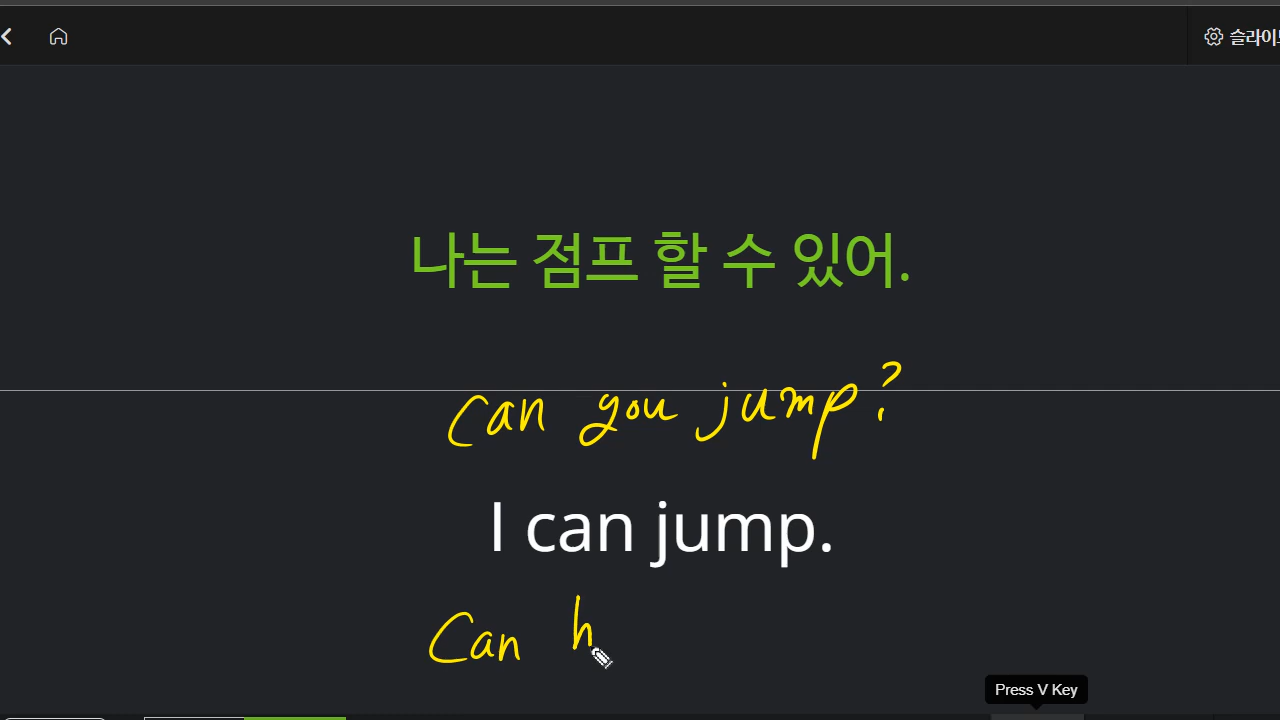 슬라이드
나는 점프 할 수 있어.
Can you jump?
I can jump.
Can h
Press V Key